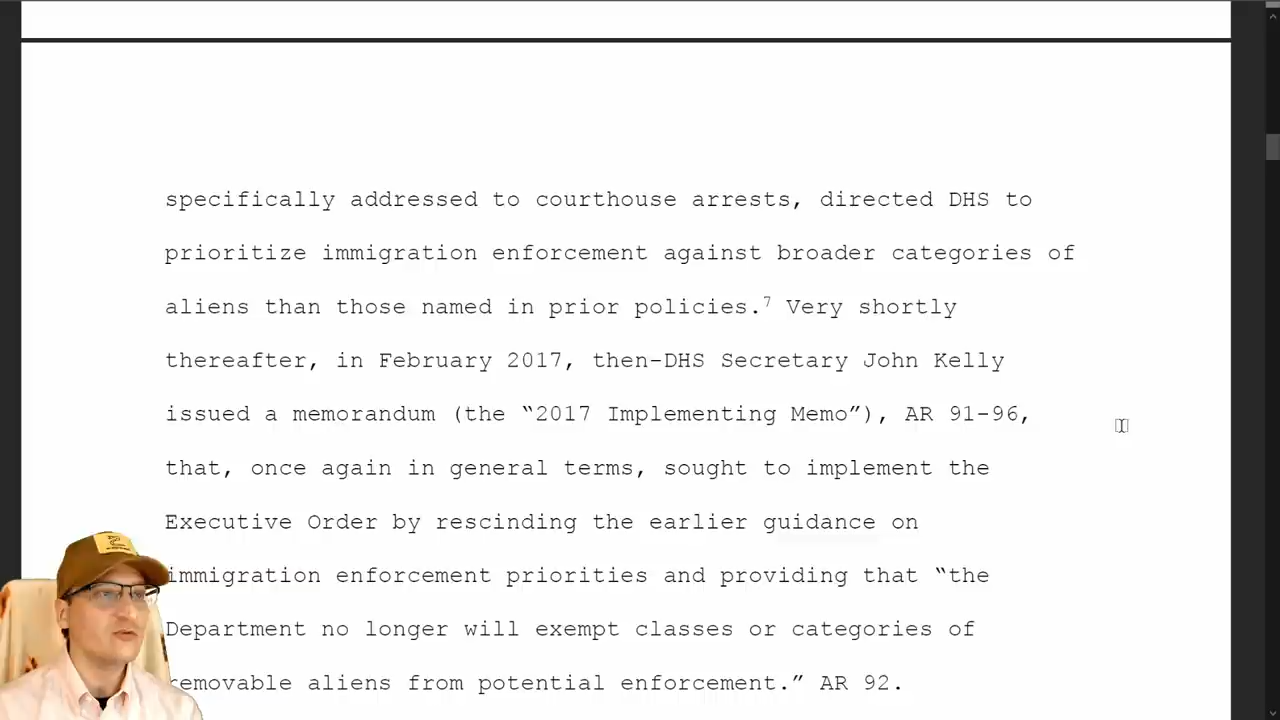 specifically addressed to courthouse arrests, directed DHS to
prioritize immigration enforcement against broader categories of
aliens than those named in prior policies.7 Very shortly
thereafter, in February 2017, then-DHS Secretary John Kelly
issued a memorandum (the “2017 Implementing Memo”), AR 91-96,
that, once again in general terms, sought to implement the
Executive Order by rescinding the earlier guidance on
immigration enforcement priorities and providing that “the
Department no longer will exempt classes or categories of
removable aliens from potential enforcement.” AR 92.